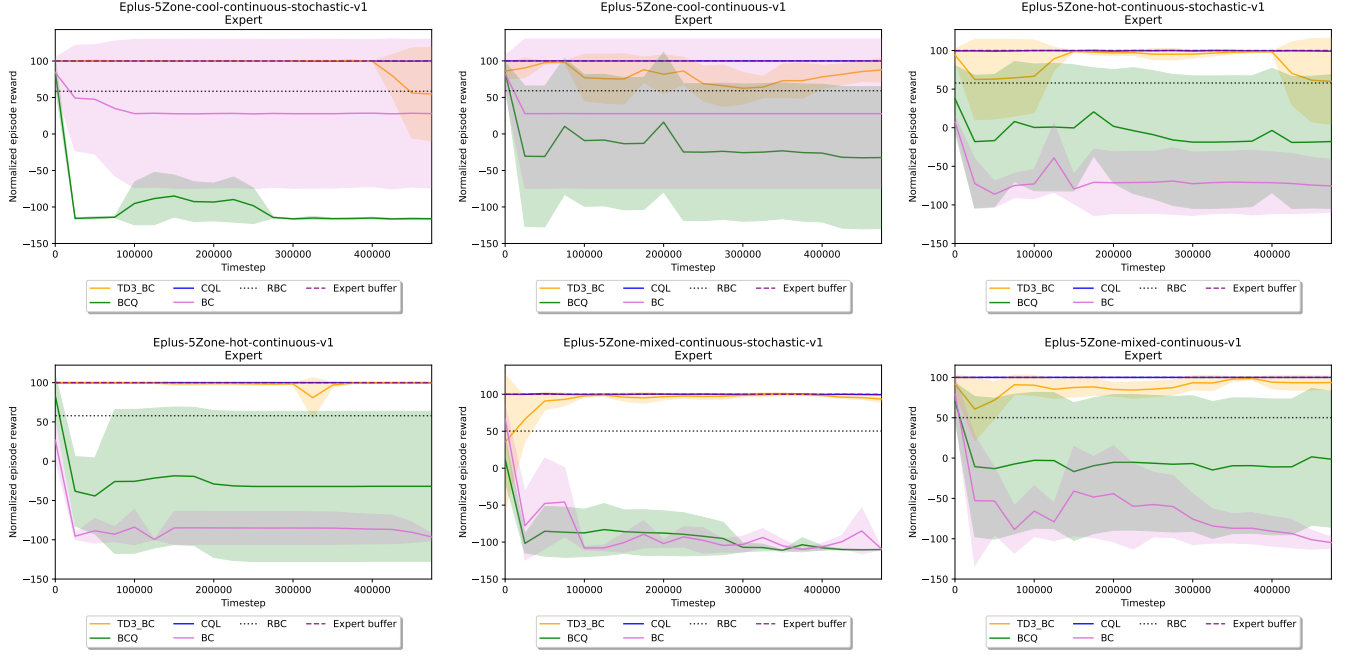 Eplus-5Zone-cool-continuous-stochastic-v1
Expert
Normalized episode reward
100
50
0
−50
−100
−150
0 100000 200000 300000 400000
Timestep
TD3_BC CQL RBC Expert buffer
BCQ BC
Eplus-5Zone-cool-continuous-v1
Expert
Normalized episode reward
100
50
0
−50
−100
−150
0 100000 200000 300000 400000
Timestep
TD3_BC CQL RBC Expert buffer
BCQ BC
Eplus-5Zone-hot-continuous-stochastic-v1
Expert
Normalized episode reward
100
50
0
−50
−100
−150
0 100000 200000 300000 400000
Timestep
TD3_BC CQL RBC Expert buffer
BCQ BC
Eplus-5Zone-hot-continuous-v1
Expert
Normalized episode reward
100
50
0
−50
−100
−150
0 100000 200000 300000 400000
Timestep
TD3_BC CQL RBC Expert buffer
BCQ BC
Eplus-5Zone-mixed-continuous-stochastic-v1
Expert
Normalized episode reward
100
50
0
−50
−100
−150
0 100000 200000 300000 400000
Timestep
TD3_BC CQL RBC Expert buffer
BCQ BC
Eplus-5Zone-mixed-continuous-v1
Expert
Normalized episode reward
100
50
0
−50
−100
−150
0 100000 200000 300000 400000
Timestep
TD3_BC CQL RBC Expert buffer
BCQ BC